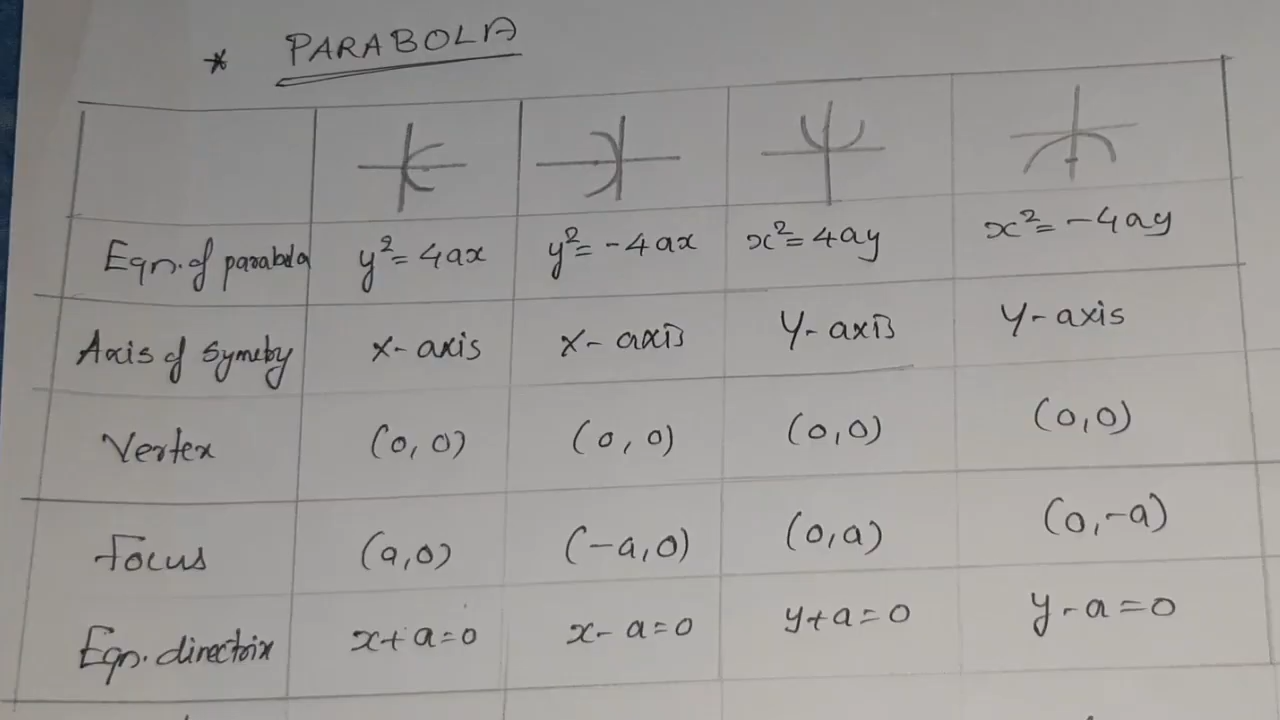 * PARABOLA
Eqn. of parabola y² = 4ax y² = -4ax x² = 4ay x² = -4ay
Axis of Symetry x-axis x-axis y-axis y-axis
Vertex (0,0) (0,0) (0,0) (0,0)
Focus (a,0) (-a,0) (0,a) (0,-a)
Eqn. directrix x+a=0 x-a=0 y+a=0 y-a=0